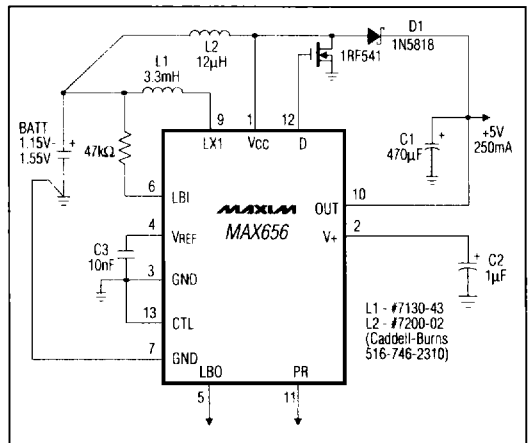 D1
1N5818
L2
12µH
L1
3.3mH
1RF541
BATT
1.15V-
1.55V
+
47kΩ
9
1
12
LX1
VCC
D
C1
470µF
+
+5V
250mA
6
LBI
MAXIM
MAX656
OUT
10
4
VREF
V+
2
C3
10nF
3
GND
+
C2
1µF
13
CTL
7
GND
L1 - #7130-43
L2 - #7200-02
(Caddell-Burns
516-746-2310)
LBO
PR
5
11